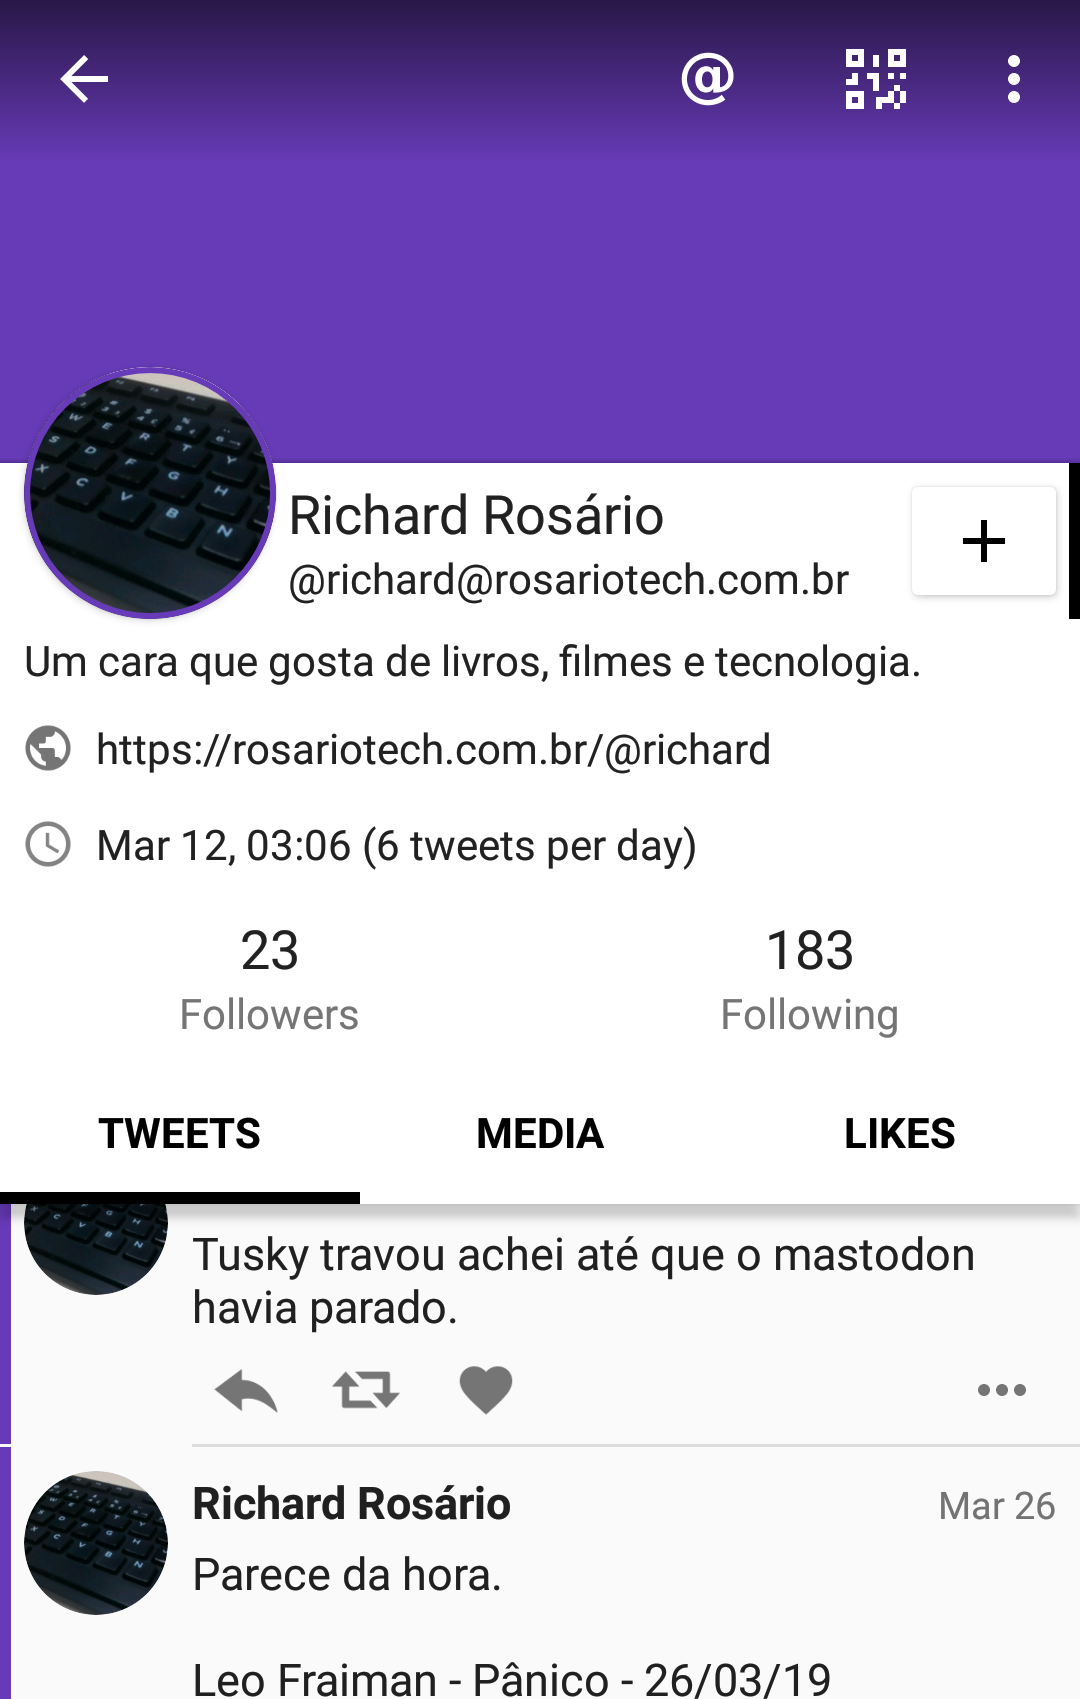 @
Richard Rosário
@richard@rosariotech.com.br
Um cara que gosta de livros, filmes e tecnologia.
https://rosariotech.com.br/@richard
Mar 12, 03:06 (6 tweets per day)
23
Followers
183
Following
TWEETS
MEDIA
LIKES
Tusky travou achei até que o mastodon
havia parado.
Richard Rosário
Mar 26
Parece da hora.
Leo Fraiman - Pânico - 26/03/19